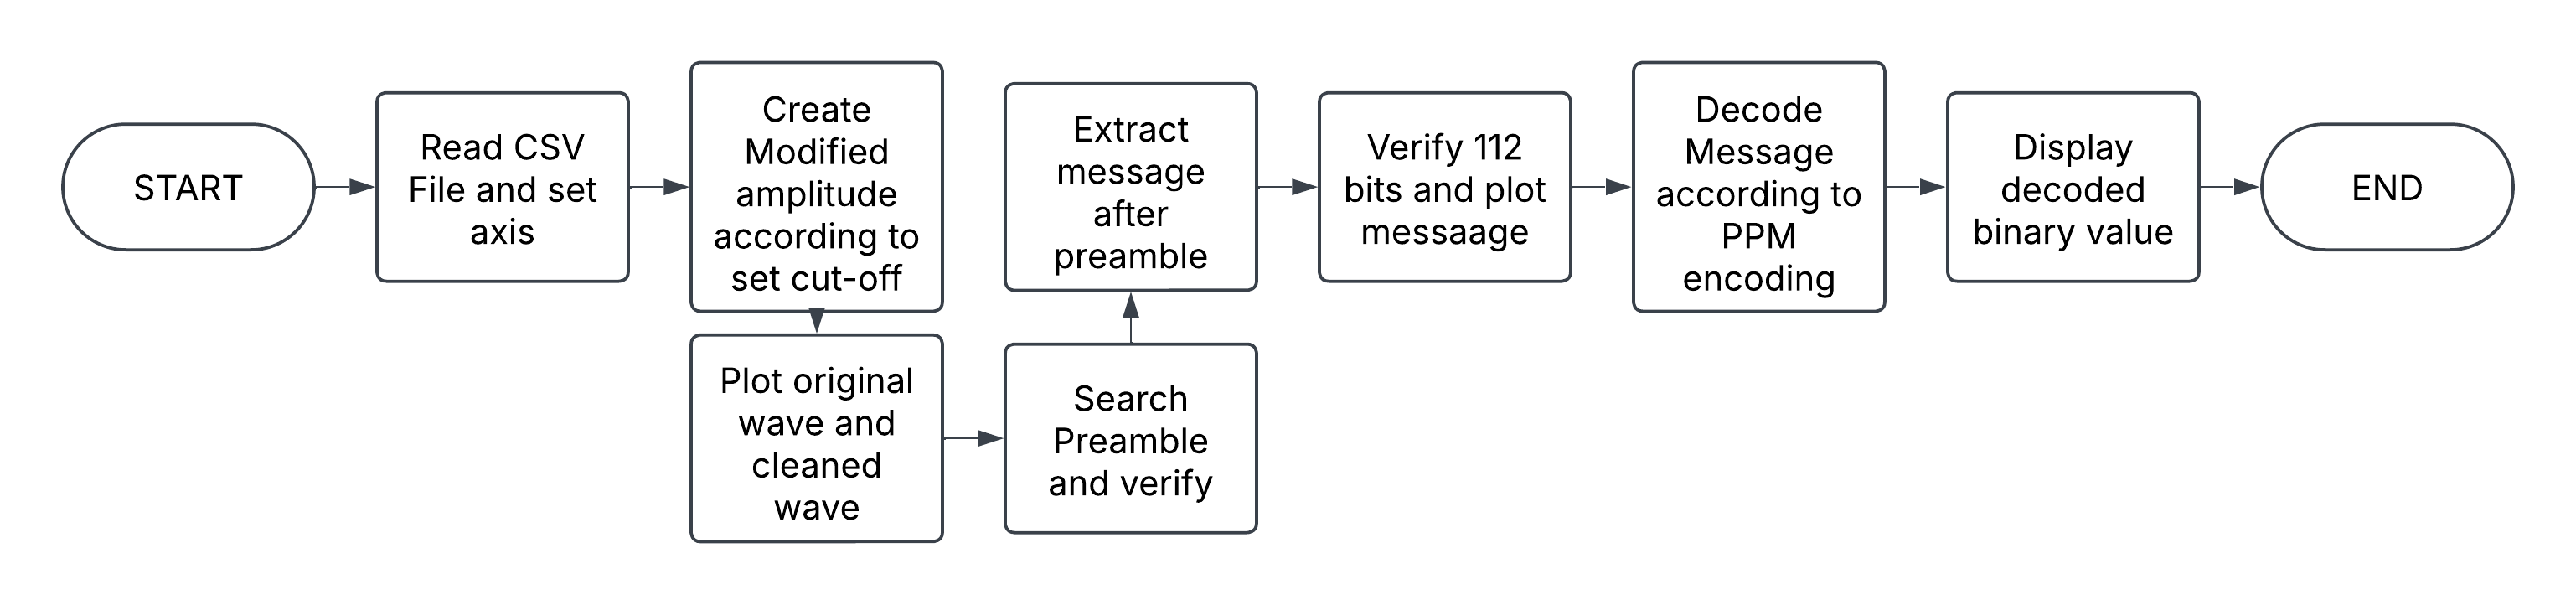 START
Read CSV
File and set
axis
Create
Modified
amplitude
according to
set cut-off
Plot original
wave and
cleaned
wave
Search
Preamble
and verify
Extract
message
after
preamble
Verify 112
bits and plot
messaage
Decode
Message
according to
PPM
encoding
Display
decoded
binary value
END